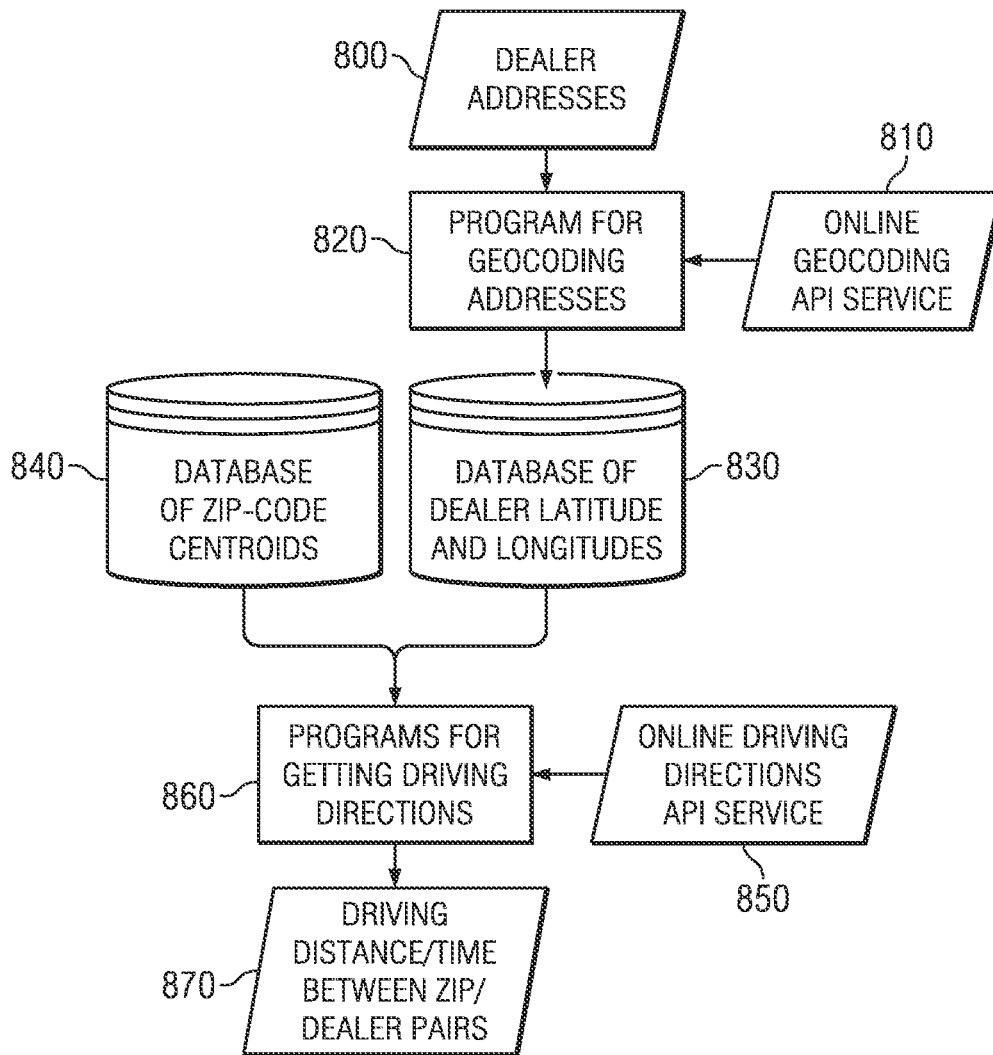 800
DEALER
ADDRESSES
810
820
PROGRAM FOR
GEOCODING
ADDRESSES
ONLINE
GEOCODING
API SERVICE
840
DATABASE
OF ZIP-CODE
CENTROIDS
DATABASE OF
DEALER LATITUDE
AND LONGITUDES
830
860
PROGRAMS FOR
GETTING DRIVING
DIRECTIONS
ONLINE DRIVING
DIRECTIONS
API SERVICE
850
870
DRIVING
DISTANCE/TIME
BETWEEN ZIP/
DEALER PAIRS